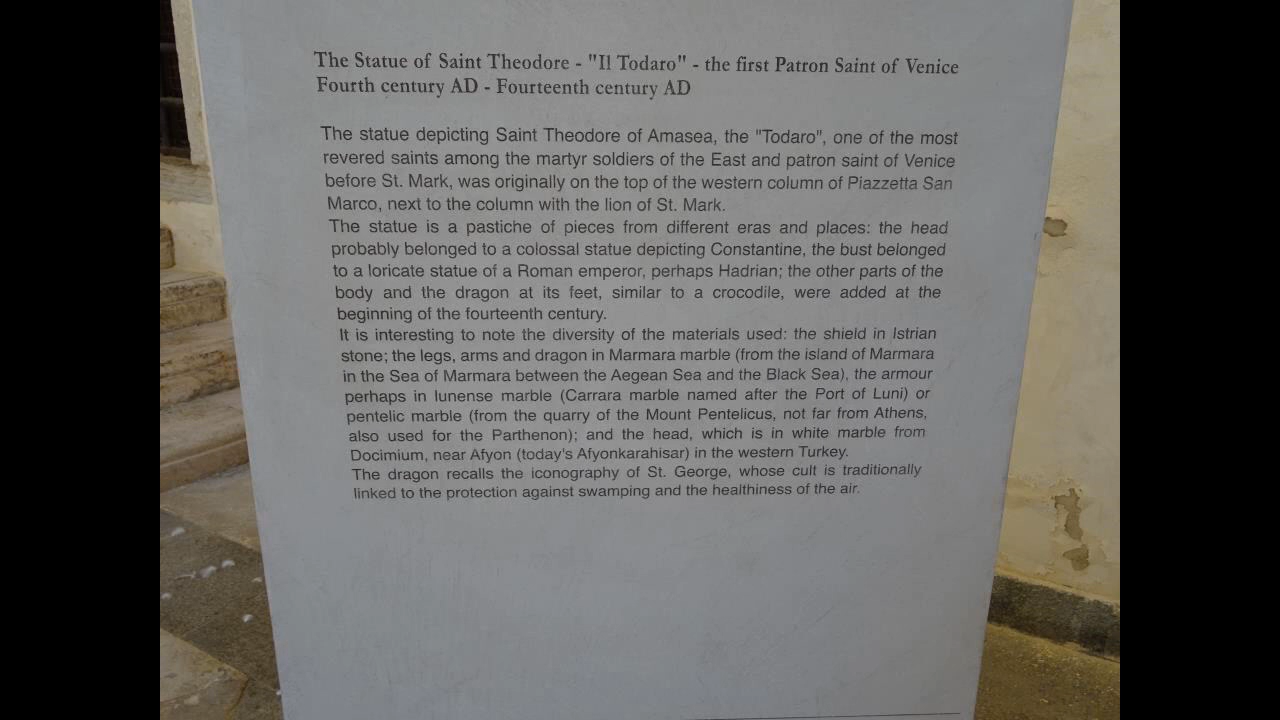 The Statue of Saint Theodore - "Il Todaro" - the first Patron Saint of Venice
Fourth century AD - Fourteenth century AD
The statue depicting Saint Theodore of Amasea, the "Todaro", one of the most
revered saints among the martyr soldiers of the East and patron saint of Venice
before St. Mark, was originally on the top of the western column of Piazzetta San
Marco, next to the column with the lion of St. Mark.
The statue is a pastiche of pieces from different eras and places: the head
probably belonged to a colossal statue depicting Constantine, the bust belonged
to a loricate statue of a Roman emperor, perhaps Hadrian; the other parts of the
body and the dragon at its feet, similar to a crocodile, were added at the
beginning of the fourteenth century.
It is interesting to note the diversity of the materials used: the shield in Istrian
stone; the legs, arms and dragon in Marmara marble (from the island of Marmara
in the Sea of Marmara between the Aegean Sea and the Black Sea), the armour
perhaps in lunense marble (Carrara marble named after the Port of Luni) or
pentelic marble (from the quarry of the Mount Pentelicus, not far from Athens,
also used for the Parthenon); and the head, which is in white marble from
Docimium, near Afyon (today's Afyonkarahisar) in the western Turkey.
The dragon recalls the iconography of St. George, whose cult is traditionally
linked to the protection against swamping and the healthiness of the air.